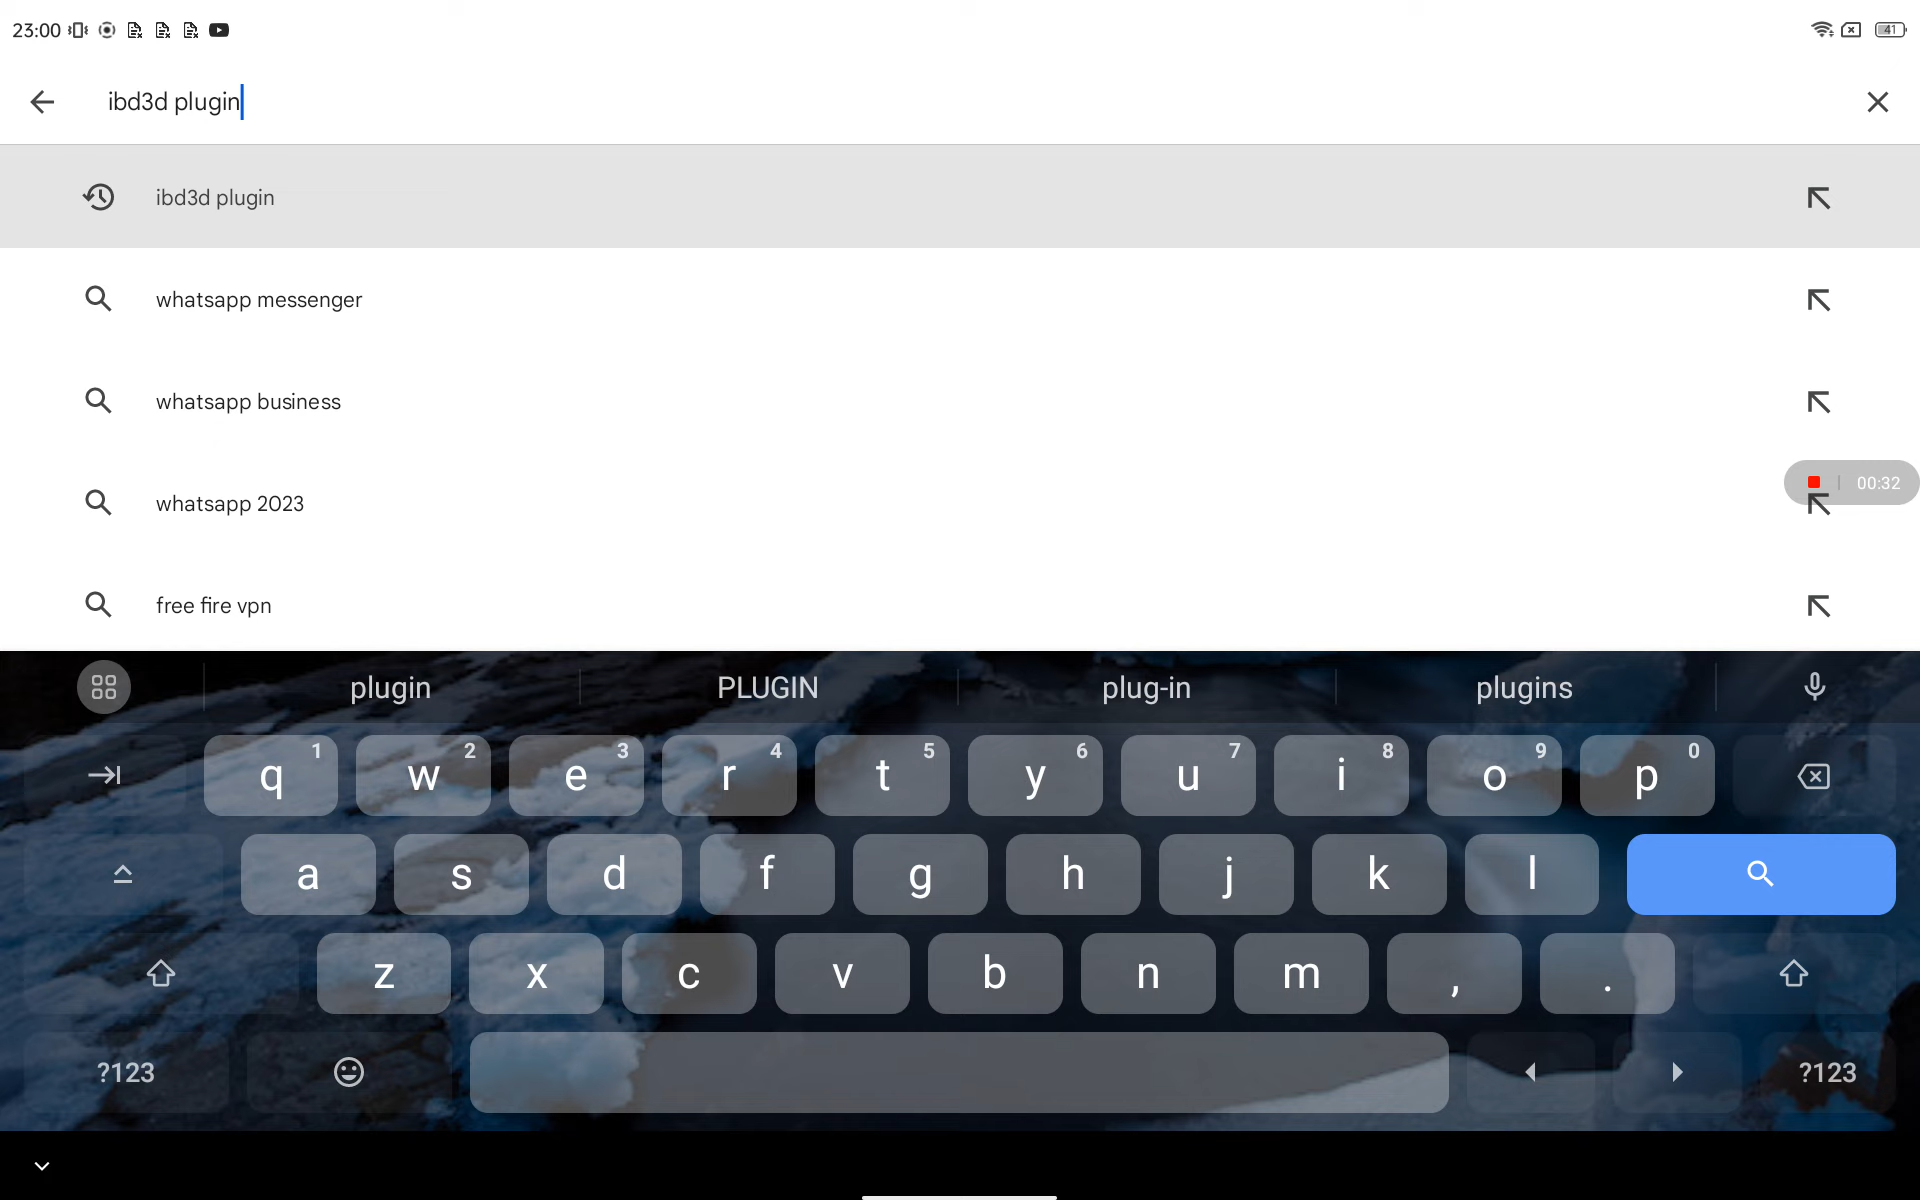 23:00
41
ibd3d plugin
ibd3d plugin
whatsapp messenger
whatsapp business
whatsapp 2023
00:32
free fire vpn
plugin PLUGIN plug-in plugins
q 1 w 2 e 3 r 4 t 5 y 6 u 7 i 8 o 9 p 0
a s d f g h j k l
z x c v b n m , .
?123 ?123